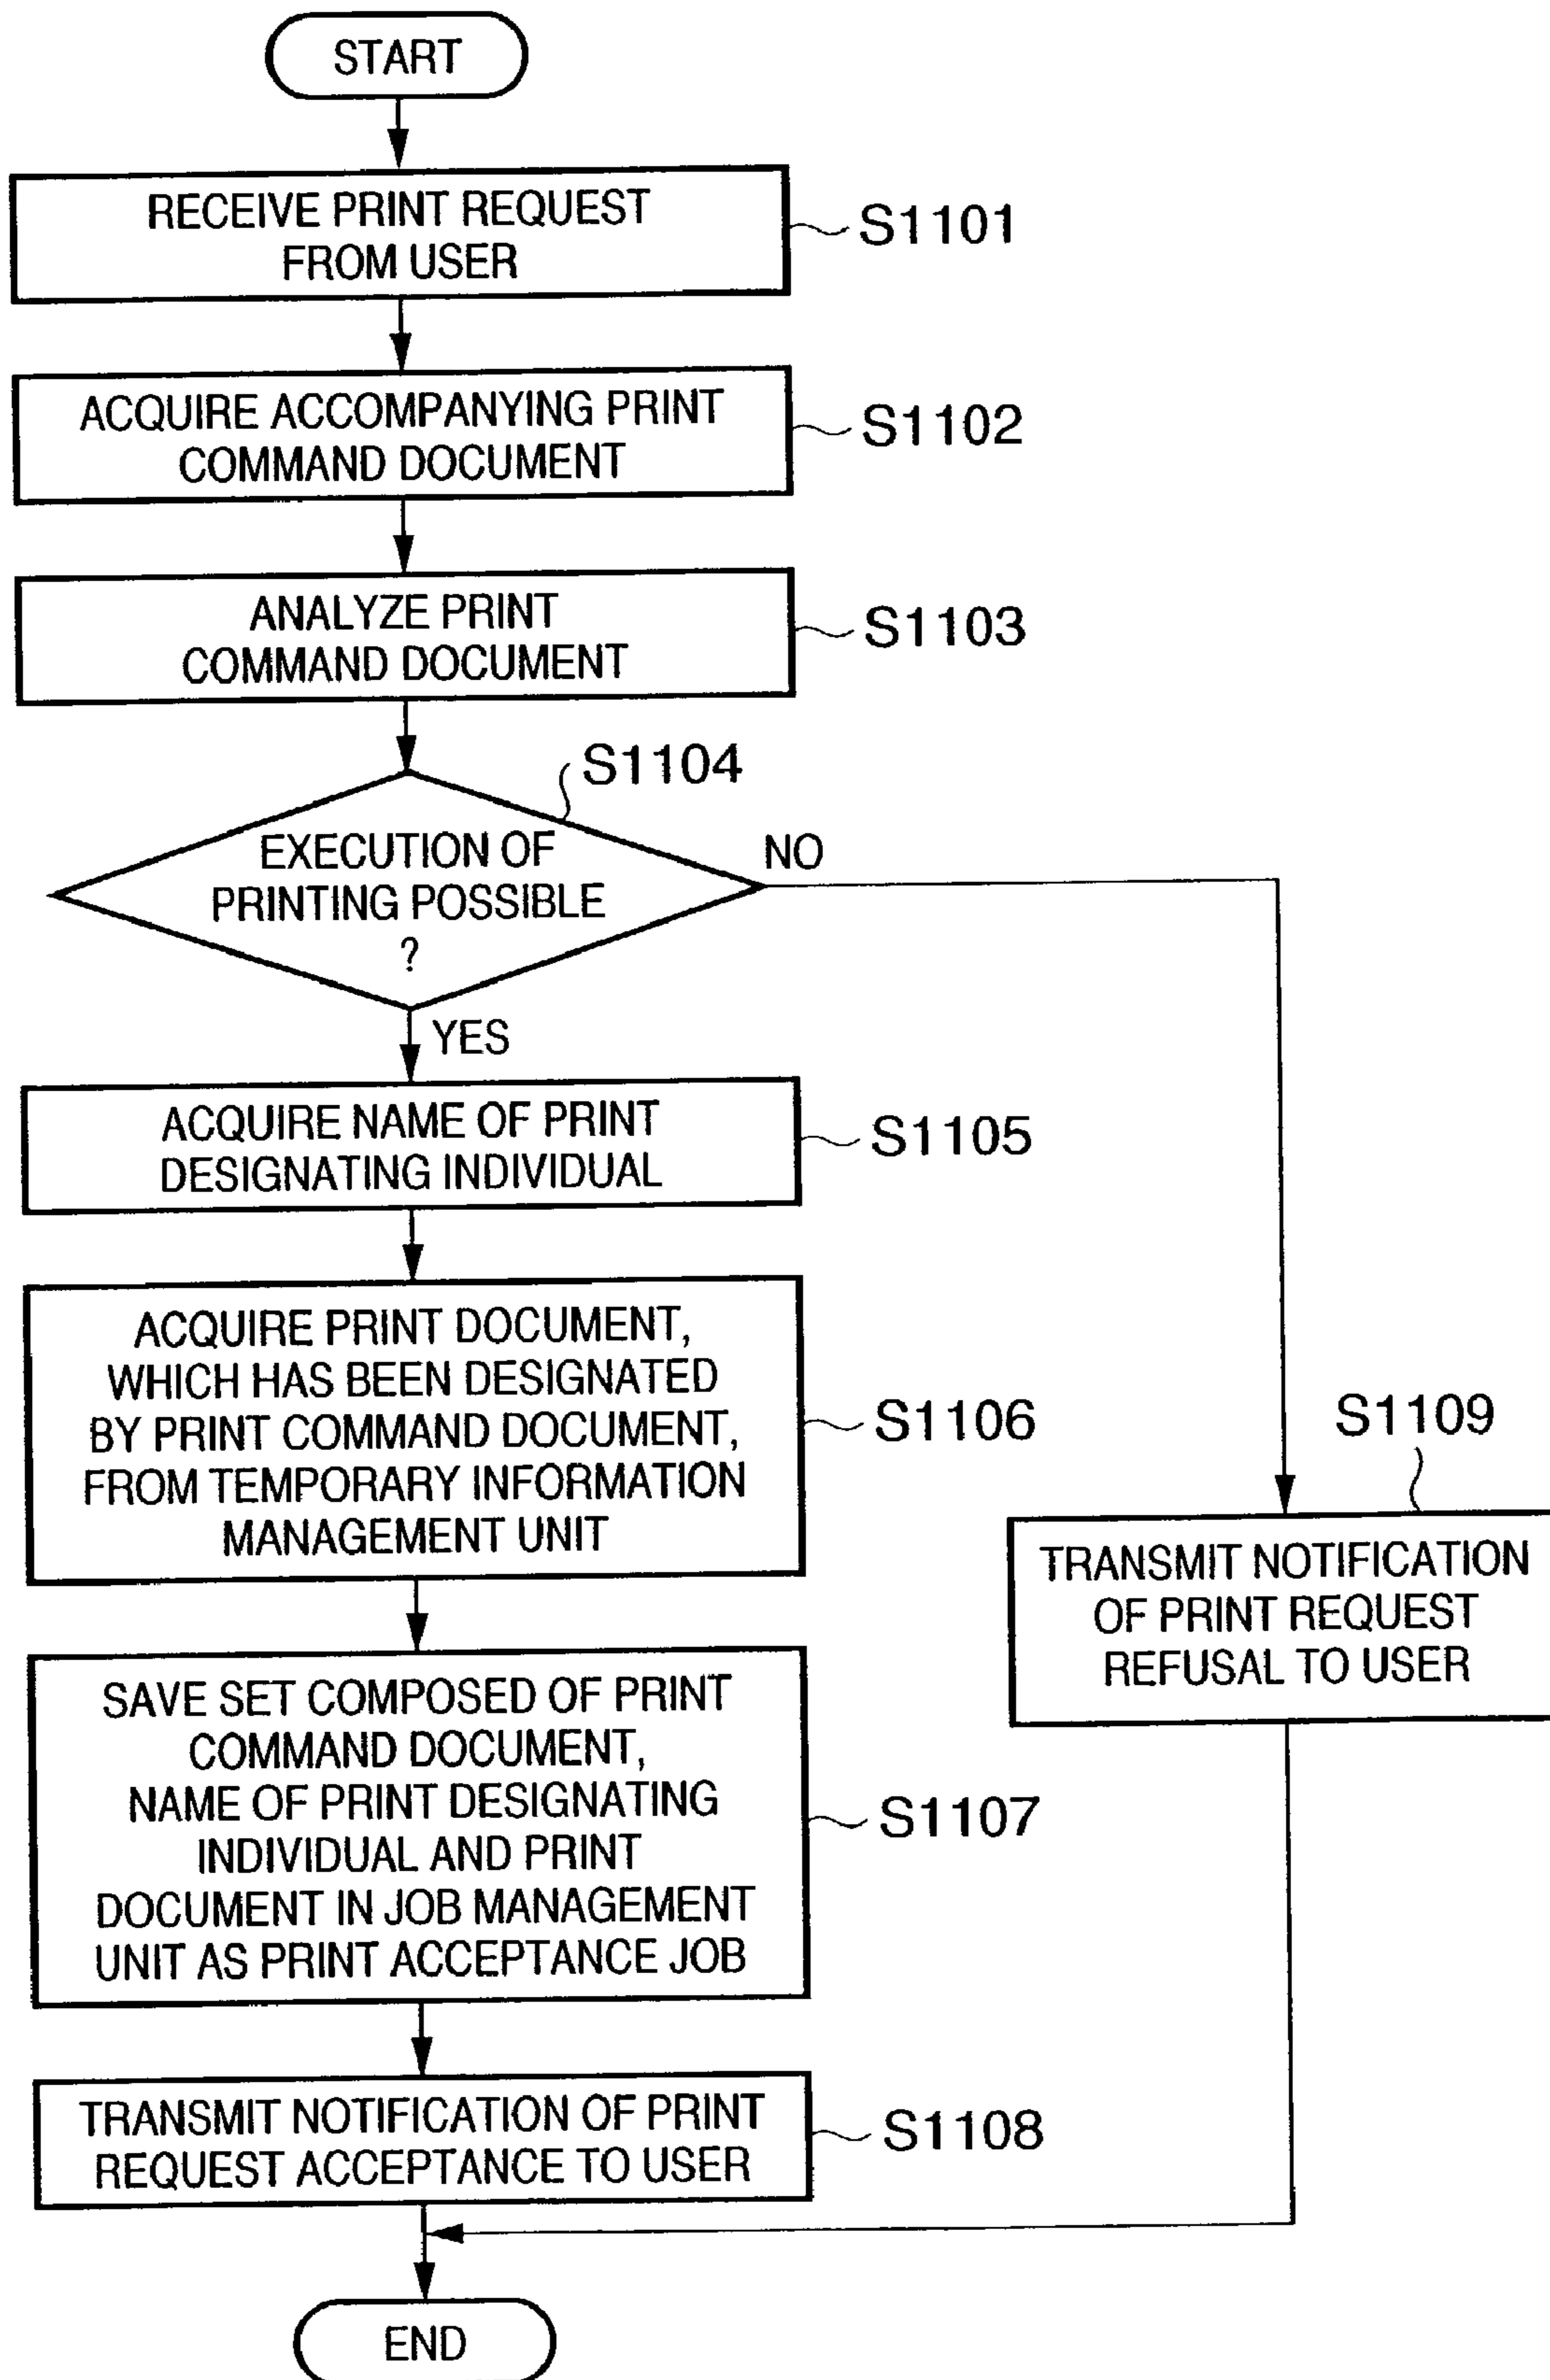 START
RECEIVE PRINT REQUEST
FROM USER
S1101
ACQUIRE ACCOMPANYING PRINT
COMMAND DOCUMENT
S1102
ANALYZE PRINT
COMMAND DOCUMENT
S1103
S1104
EXECUTION OF
PRINTING POSSIBLE
?
NO
YES
ACQUIRE NAME OF PRINT
DESIGNATING INDIVIDUAL
S1105
ACQUIRE PRINT DOCUMENT,
WHICH HAS BEEN DESIGNATED
BY PRINT COMMAND DOCUMENT,
FROM TEMPORARY INFORMATION
MANAGEMENT UNIT
S1106
S1109
TRANSMIT NOTIFICATION
OF PRINT REQUEST
REFUSAL TO USER
SAVE SET COMPOSED OF PRINT
COMMAND DOCUMENT,
NAME OF PRINT DESIGNATING
INDIVIDUAL AND PRINT
DOCUMENT IN JOB MANAGEMENT
UNIT AS PRINT ACCEPTANCE JOB
S1107
TRANSMIT NOTIFICATION OF PRINT
REQUEST ACCEPTANCE TO USER
S1108
END